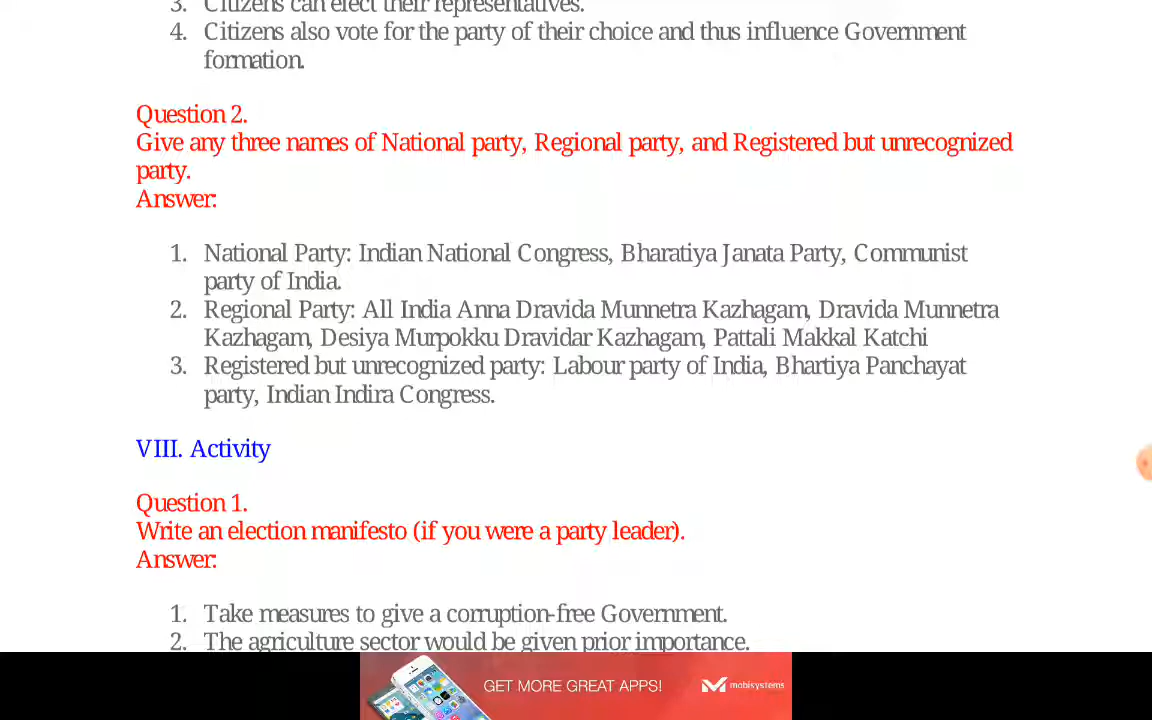 3. Citizens can elect their representatives.
4. Citizens also vote for the party of their choice and thus influence Government
formation.
Question 2.
Give any three names of National party, Regional party, and Registered but unrecognized
party.
Answer:
1. National Party: Indian National Congress, Bharatiya Janata Party, Communist
party of India.
2. Regional Party: All India Anna Dravida Munnetra Kazhagam, Dravida Munnetra
Kazhagam, Desiya Murpokku Dravidar Kazhagam, Pattali Makkal Katchi
3. Registered but unrecognized party: Labour party of India, Bhartiya Panchayat
party, Indian Indira Congress.
VIII. Activity
Question 1.
Write an election manifesto (if you were a party leader).
Answer:
1. Take measures to give a corruption-free Government.
2. The agriculture sector would be given prior importance.
GET MORE GREAT APPS! mobisystems